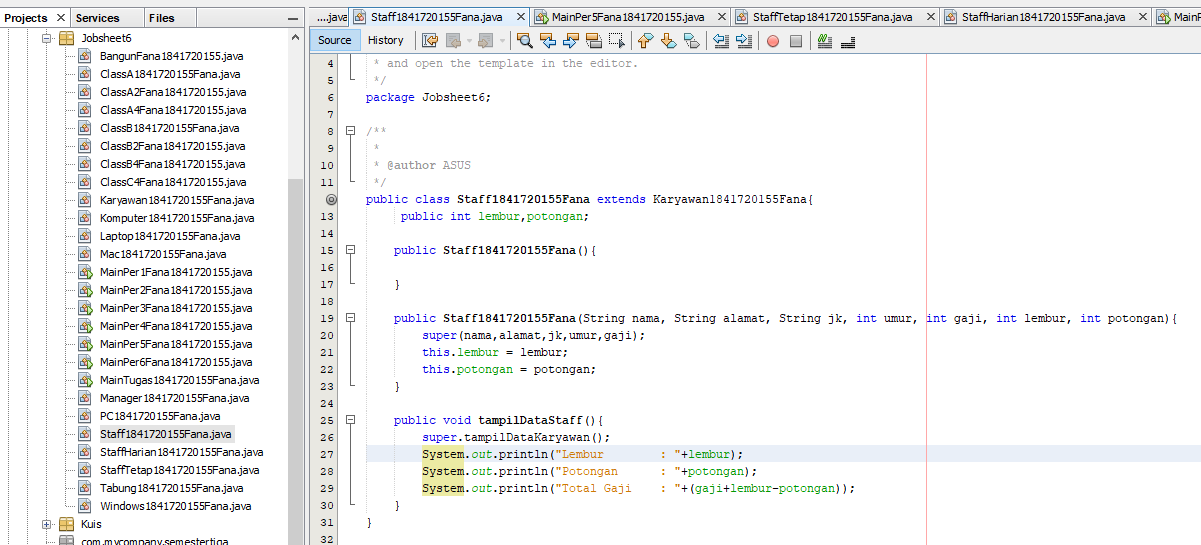 Projects
Services
Files
Jobsheet6
BangunFana1841720155.java
ClassA1841720155Fana.java
ClassA2Fana1841720155.java
ClassA4Fana1841720155.java
ClassB1841720155Fana.java
ClassB2Fana1841720155.java
ClassB4Fana1841720155.java
ClassC4Fana1841720155.java
Karyawan1841720155Fana.java
Komputer1841720155Fana.java
Laptop1841720155Fana.java
Mac1841720155Fana.java
MainPer1Fana1841720155.java
MainPer2Fana1841720155.java
MainPer3Fana1841720155.java
MainPer4Fana1841720155.java
MainPer5Fana1841720155.java
MainPer6Fana1841720155.java
MainTugas1841720155Fana.java
Manager1841720155Fana.java
PC1841720155Fana.java
Staff1841720155Fana.java
StaffHarian1841720155Fana.java
StaffTetap1841720155Fana.java
Tabung1841720155Fana.java
Windows1841720155Fana.java
Kuis
com.mycompany.semestertiga
....java
Staff1841720155Fana.java
MainPer5Fana1841720155.java
StaffTetap1841720155Fana.java
StaffHarian1841720155Fana.java
Source
History
4 * and open the template in the editor.
5 */
6 package Jobsheet6;
7
8 /**
9 *
10 * @author ASUS
11 */
public class Staff1841720155Fana extends Karyawan1841720155Fana{
13 public int lembur,potongan;
14
15 public Staff1841720155Fana(){
16
17 }
18
19 public Staff1841720155Fana(String nama, String alamat, String jk, int umur, int gaji, int lembur, int potongan){
20 super(nama,alamat,jk,umur,gaji);
21 this.lembur = lembur;
22 this.potongan = potongan;
23 }
24
25 public void tampilDataStaff(){
26 super.tampilDataKaryawan();
27 System.out.println("Lembur : "+lembur);
28 System.out.println("Potongan : "+potongan);
29 System.out.println("Total Gaji : "+(gaji+lembur-potongan));
30 }
31 }
32